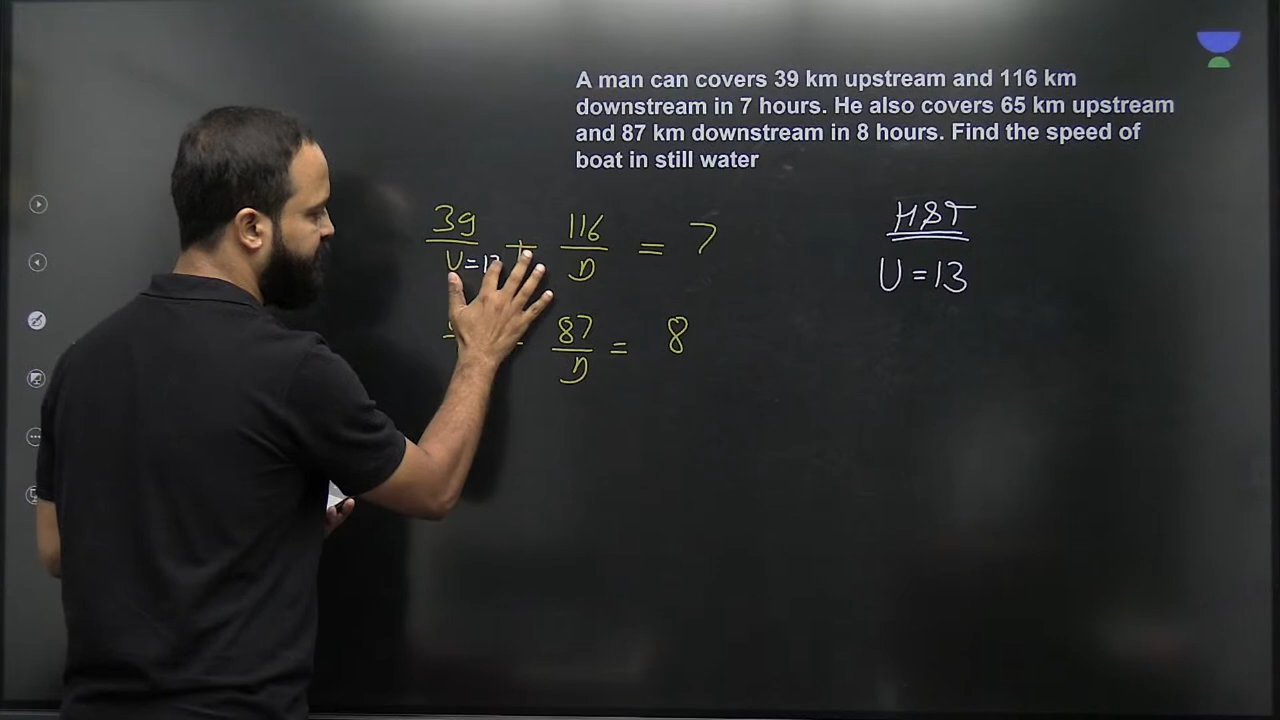 A man can covers 39 km upstream and 116 km
downstream in 7 hours. He also covers 65 km upstream
and 87 km downstream in 8 hours. Find the speed of
boat in still water
39/U=13 + 116/D = 7
87/D = 8
HST
U=13